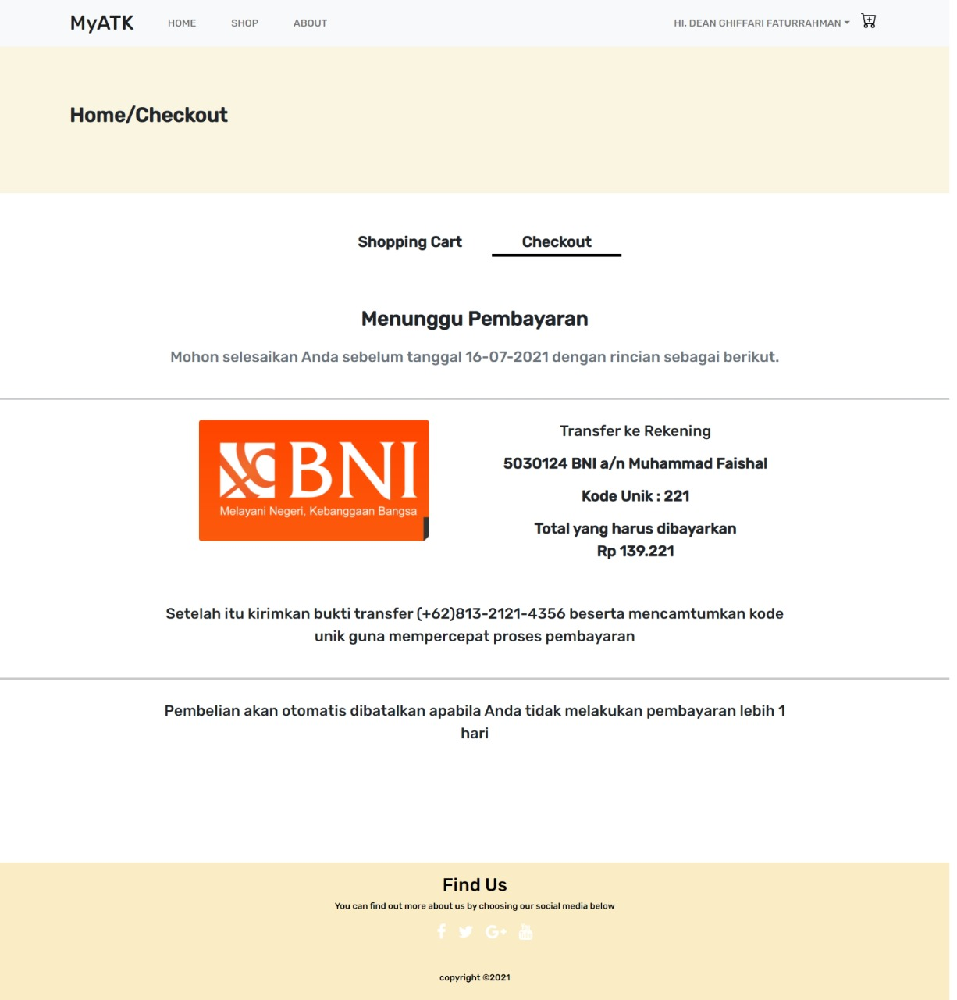 MyATK
HOME
SHOP
ABOUT
HI, DEAN GHIFFARI FATURRAHMAN
Home/Checkout
Shopping Cart
Checkout
Menunggu Pembayaran
Mohon selesaikan Anda sebelum tanggal 16-07-2021 dengan rincian sebagai berikut.
BNI
Melayani Negeri, Kebanggaan Bangsa
Transfer ke Rekening
5030124 BNI a/n Muhammad Faishal
Kode Unik : 221
Total yang harus dibayarkan
Rp 139.221
Setelah itu kirimkan bukti transfer (+62)813-2121-4356 beserta mencamtumkan kode
unik guna mempercepat proses pembayaran
Pembelian akan otomatis dibatalkan apabila Anda tidak melakukan pembayaran lebih 1
hari
Find Us
You can find out more about us by choosing our social media below
copyright ©2021